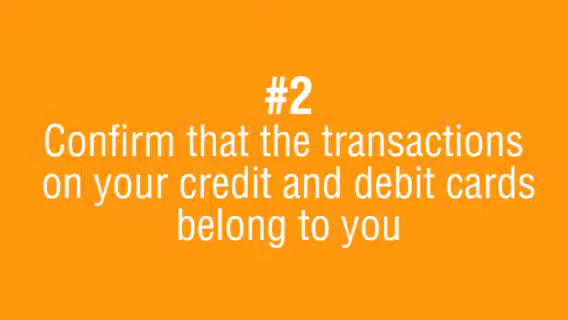 #2
Confirm that the transactions
on your credit and debit cards
belong to you